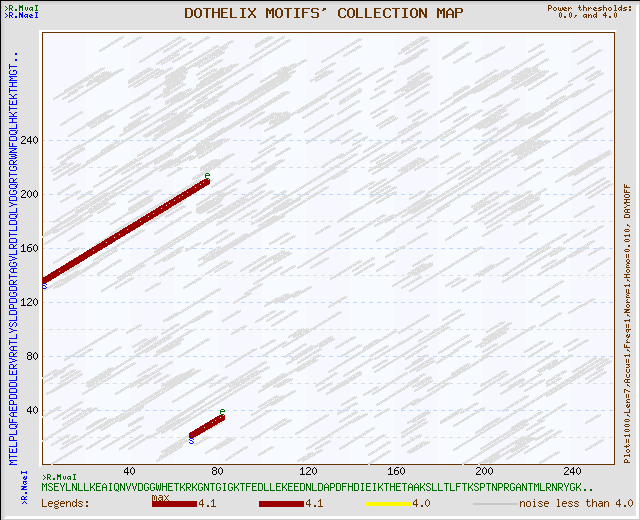 >R.MvaI
>R.NaeI
DOTHELIX MOTIFS' COLLECTION MAP
Power thresholds:
0.0, and 4.0
240
200
160
120
80
40
e
s
e
s
MTELPLQFAEPDDDLERVRATLYSLDPDGDRTAGVLRDTLDQLYDGQRTGRWNFDQLHKTEKTHMGT..
>R.NaeI
Plot=1000,Len=7,Accu=1,Freq=1,Norm=1,Homo=0.010, DAYHOFF
40
80
120
160
200
240
>R.MvaI
MSEYLNLLKEAIQNVVDGGWHETKRKGNTGIGKTFEDLLEKEEDNLDAPDFHDIEIKTHETAAKSLLTLFTKSPTNPRGANTMLRNRYGK..
Legends:
max
4.1
4.1
4.0
noise less than 4.0